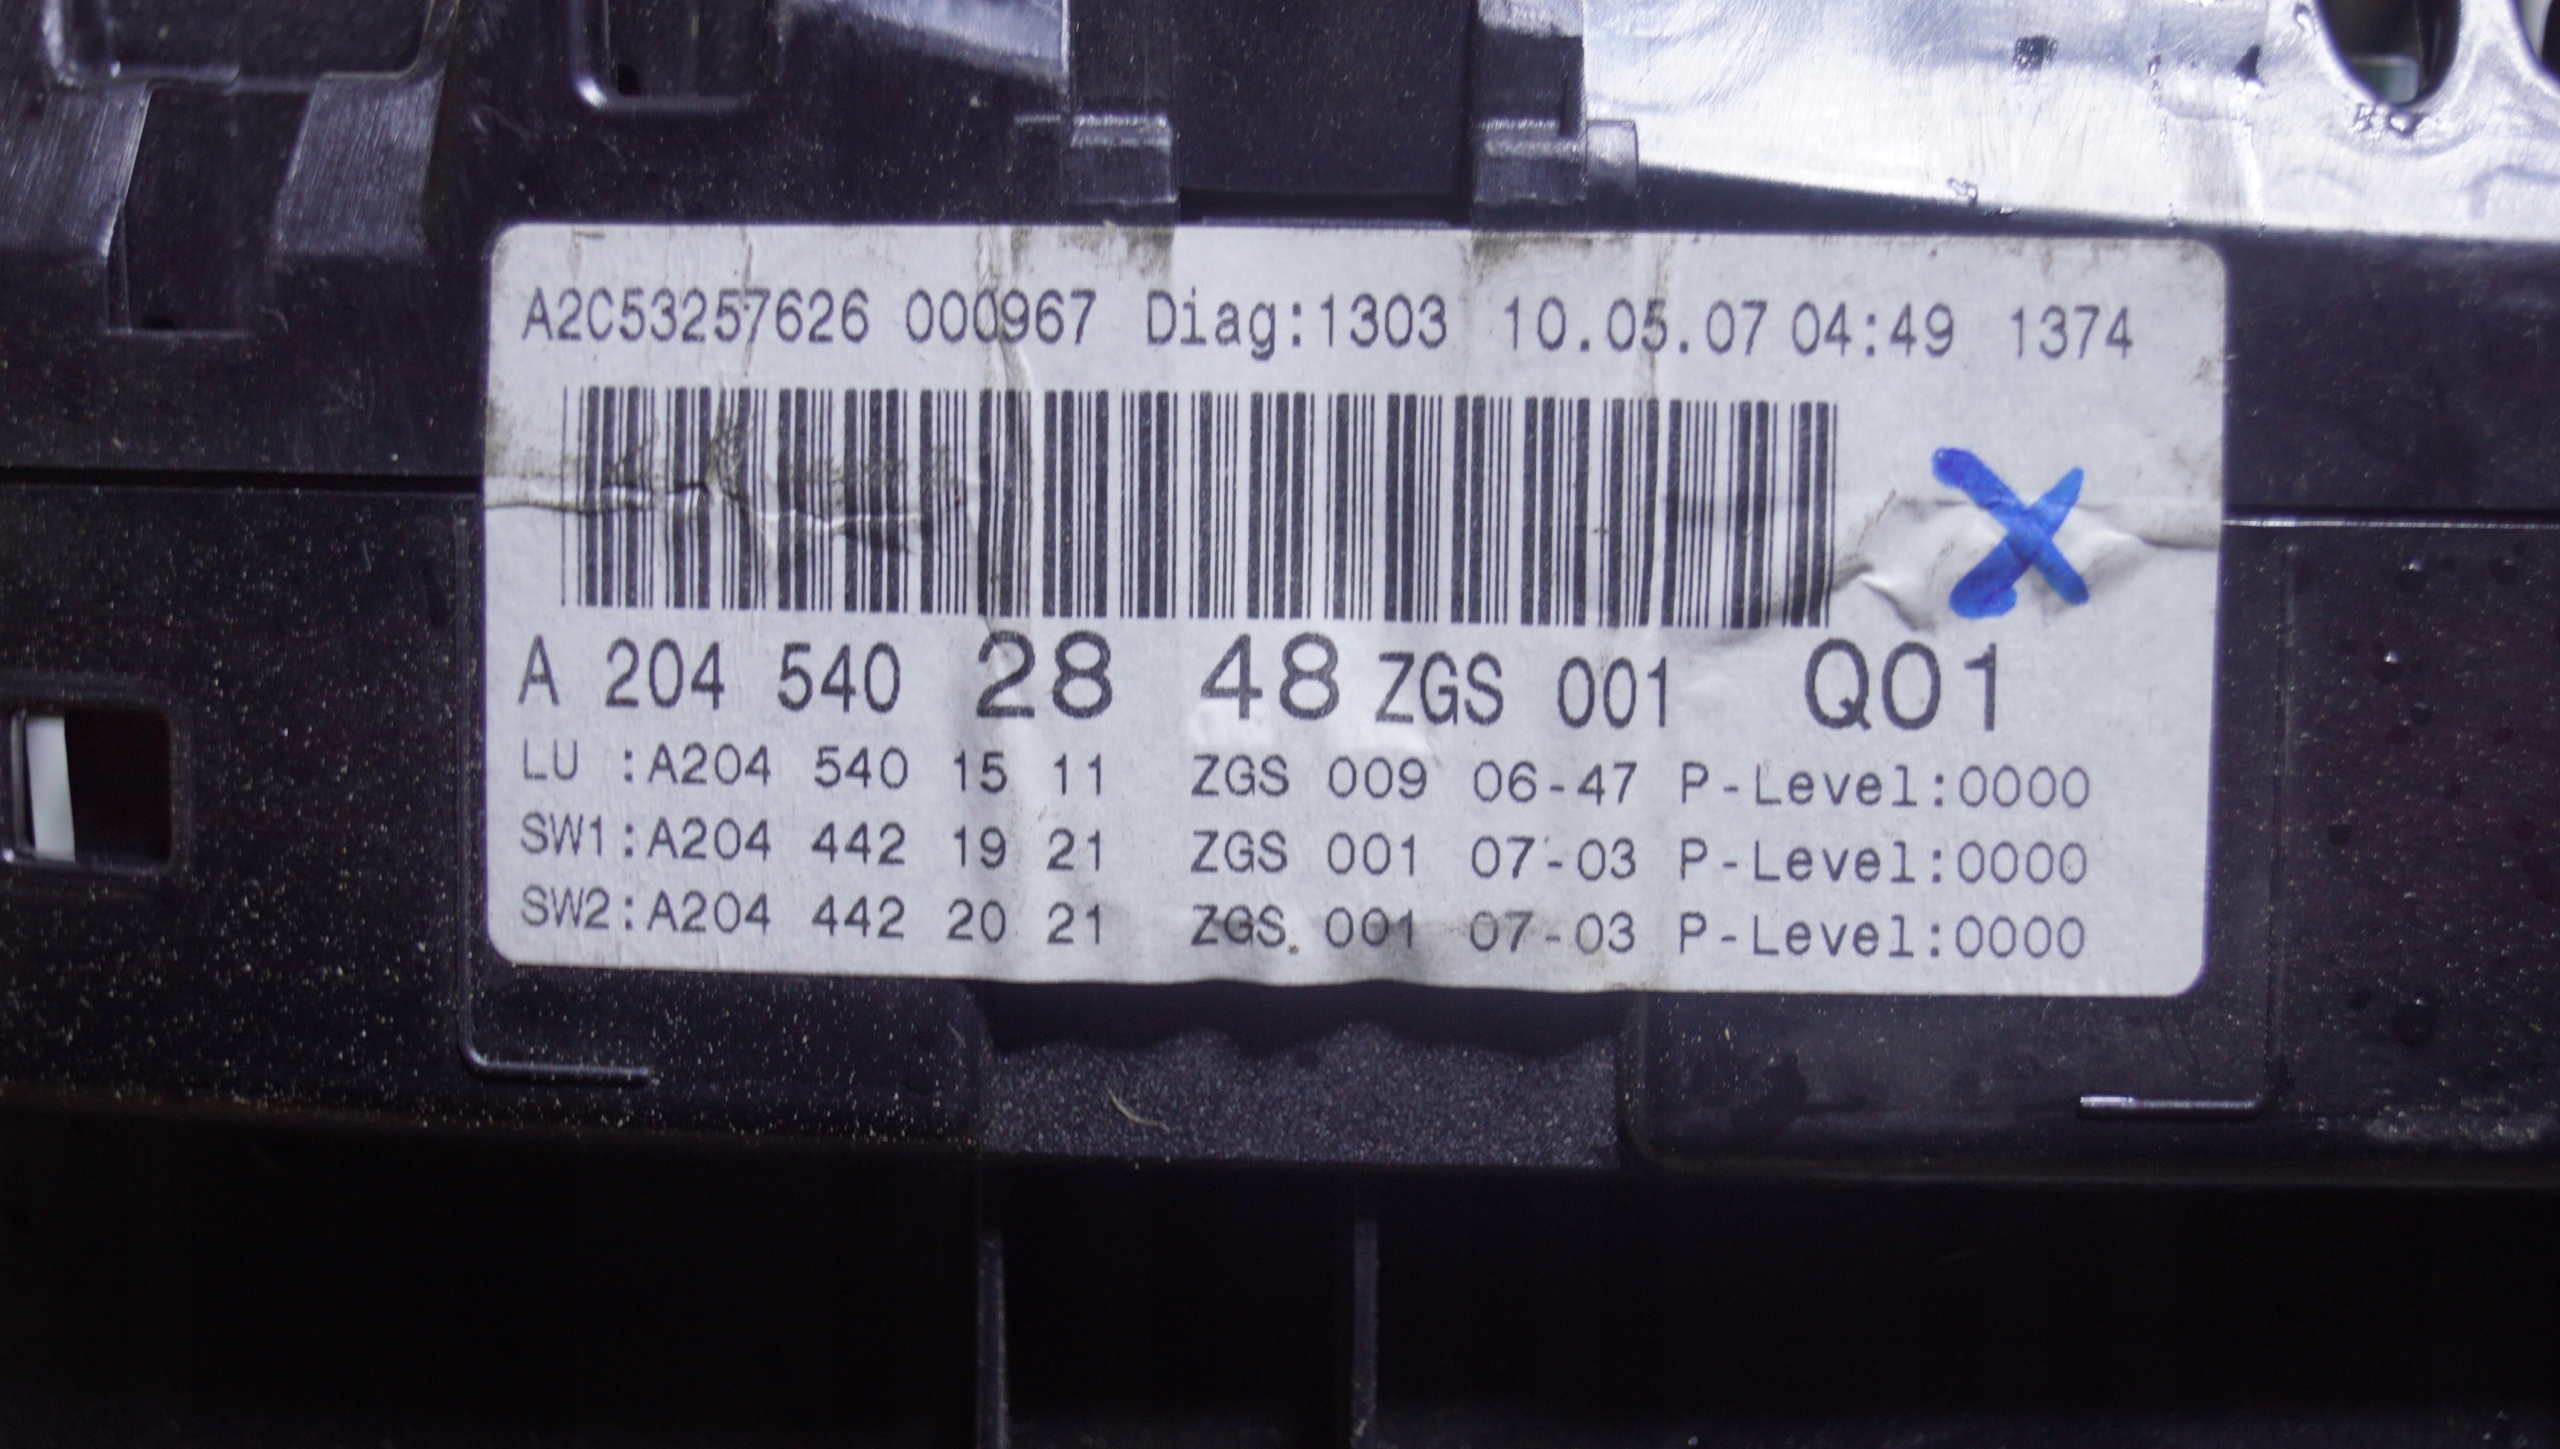 A2C53257626 000967 Diag:1303 10.05.07 04:49 1374
A 204 540 28 48 ZGS 001 Q01
LU :A204 540 15 11 ZGS 009 06-47 P-Level:0000
SW1:A204 442 19 21 ZGS 001 07-03 P-Level:0000
SW2:A204 442 20 21 ZGS 001 07-03 P-Level:0000